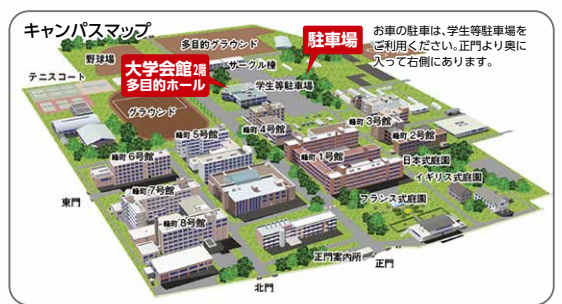 キャンパスマップ
お車の駐車は、学生等駐車場を
ご利用ください。正門より奥に
入って右側にあります。
駐車場
多目的グラウンド
野球場
サークル棟
テニスコート
大学会館2階
多目的ホール
学生等駐車場
グラウンド
峰町3号館
峰町4号館
峰町5号館
峰町2号館
峰町6号館
峰町1号館
日本式庭園
イギリス式庭園
峰町7号館
フランス式庭園
東門
峰町8号館
正門案内所
正門
北門